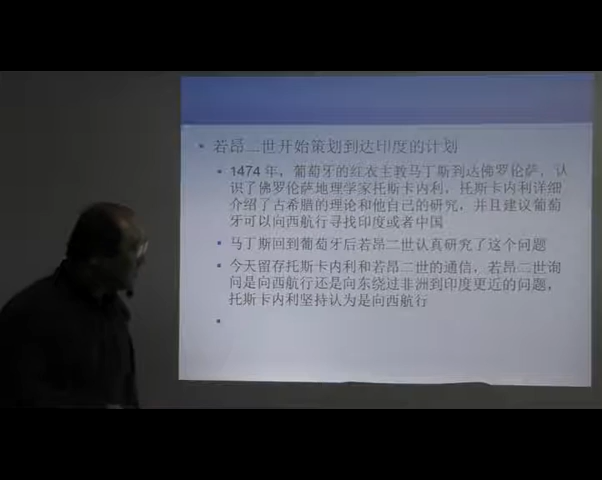 若昂二世开始策划到达印度的计划
1474 年，葡萄牙的红衣主教马丁斯到达佛罗伦萨，认
识了佛罗伦萨地理学家托斯卡内利，托斯卡内利详细
介绍了古希腊的理论和他自己的研究，并且建议葡萄
牙可以向西航行寻找印度或者中国
马丁斯回到葡萄牙后若昂二世认真研究了这个问题
今天留存托斯卡内利和若昂二世的通信，若昂二世询
问是向西航行还是向东绕过非洲到印度更近的问题，
托斯卡内利坚持认为是向西航行